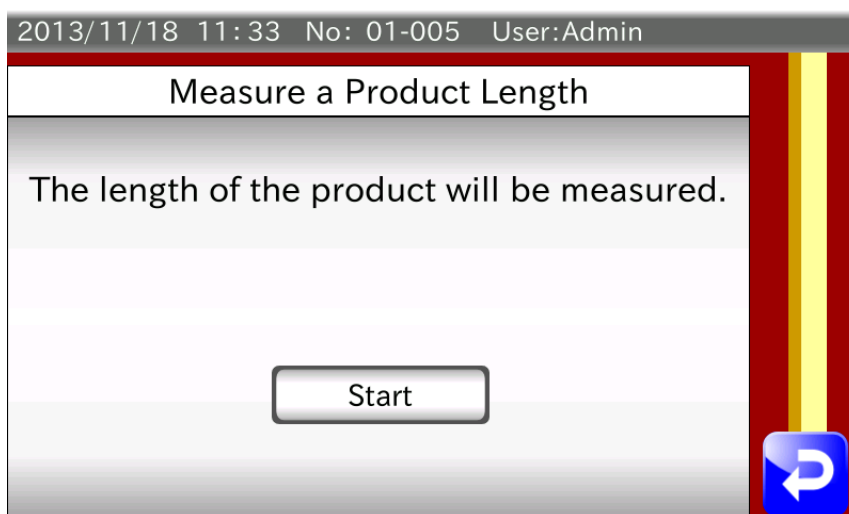 2013/11/18 11:33 No: 01-005 User:Admin
Measure a Product Length
The length of the product will be measured.
Start